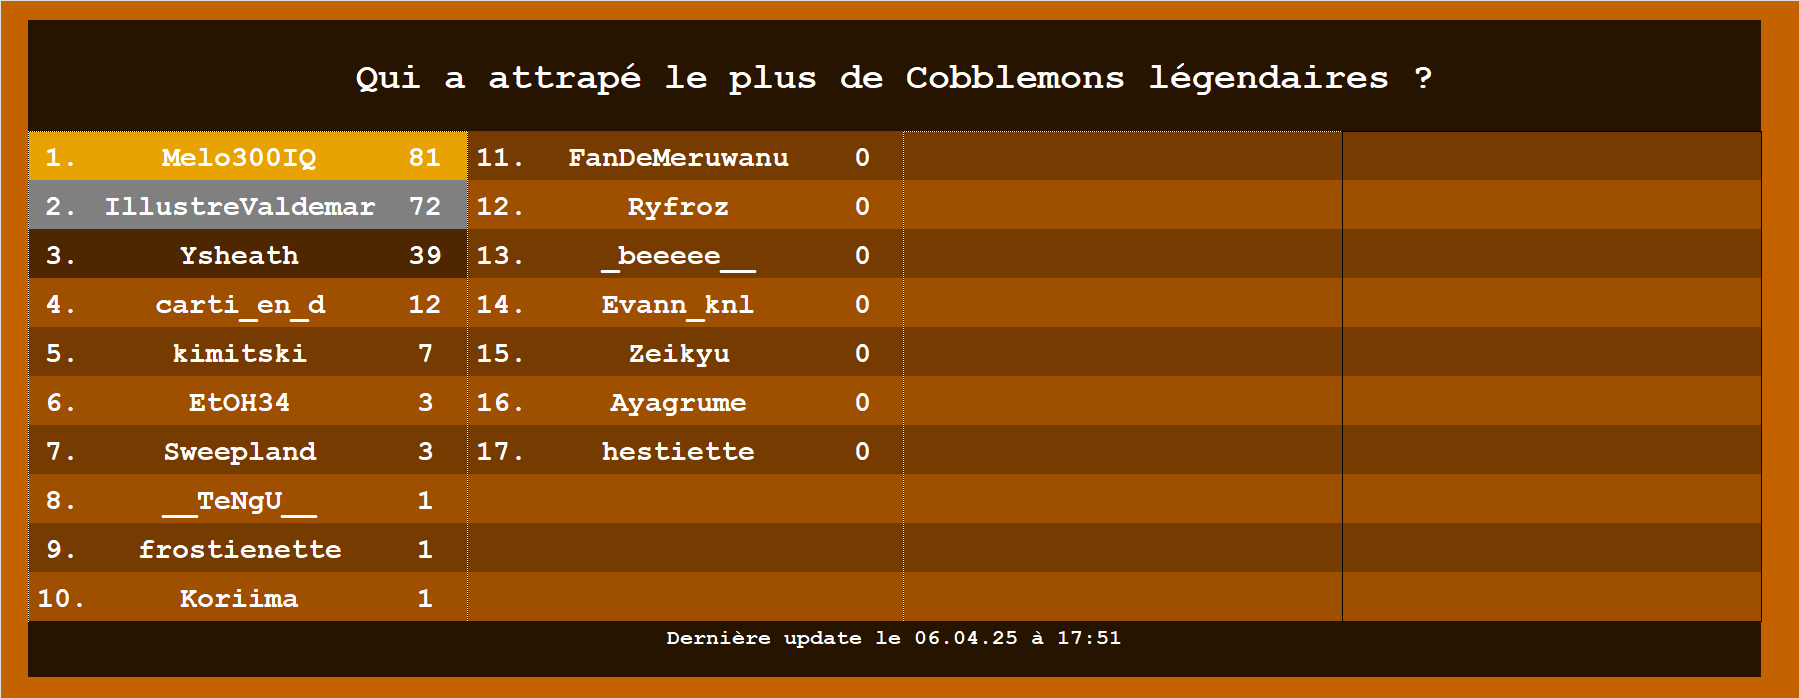 Qui a attrapé le plus de Cobblemons légendaires ?
1. Melo300IQ 81
2. IllustreValdemar 72
3. Ysheath 39
4. carti_en_d 12
5. kimitski 7
6. EtOH34 3
7. Sweepland 3
8. __TeNgU__ 1
9. frostienette 1
10. Koriima 1
11. FanDeMeruwanu 0
12. Ryfroz 0
13. _beeeee__ 0
14. Evann_knl 0
15. Zeikyu 0
16. Ayagrume 0
17. hestiette 0
Dernière update le 06.04.25 à 17:51